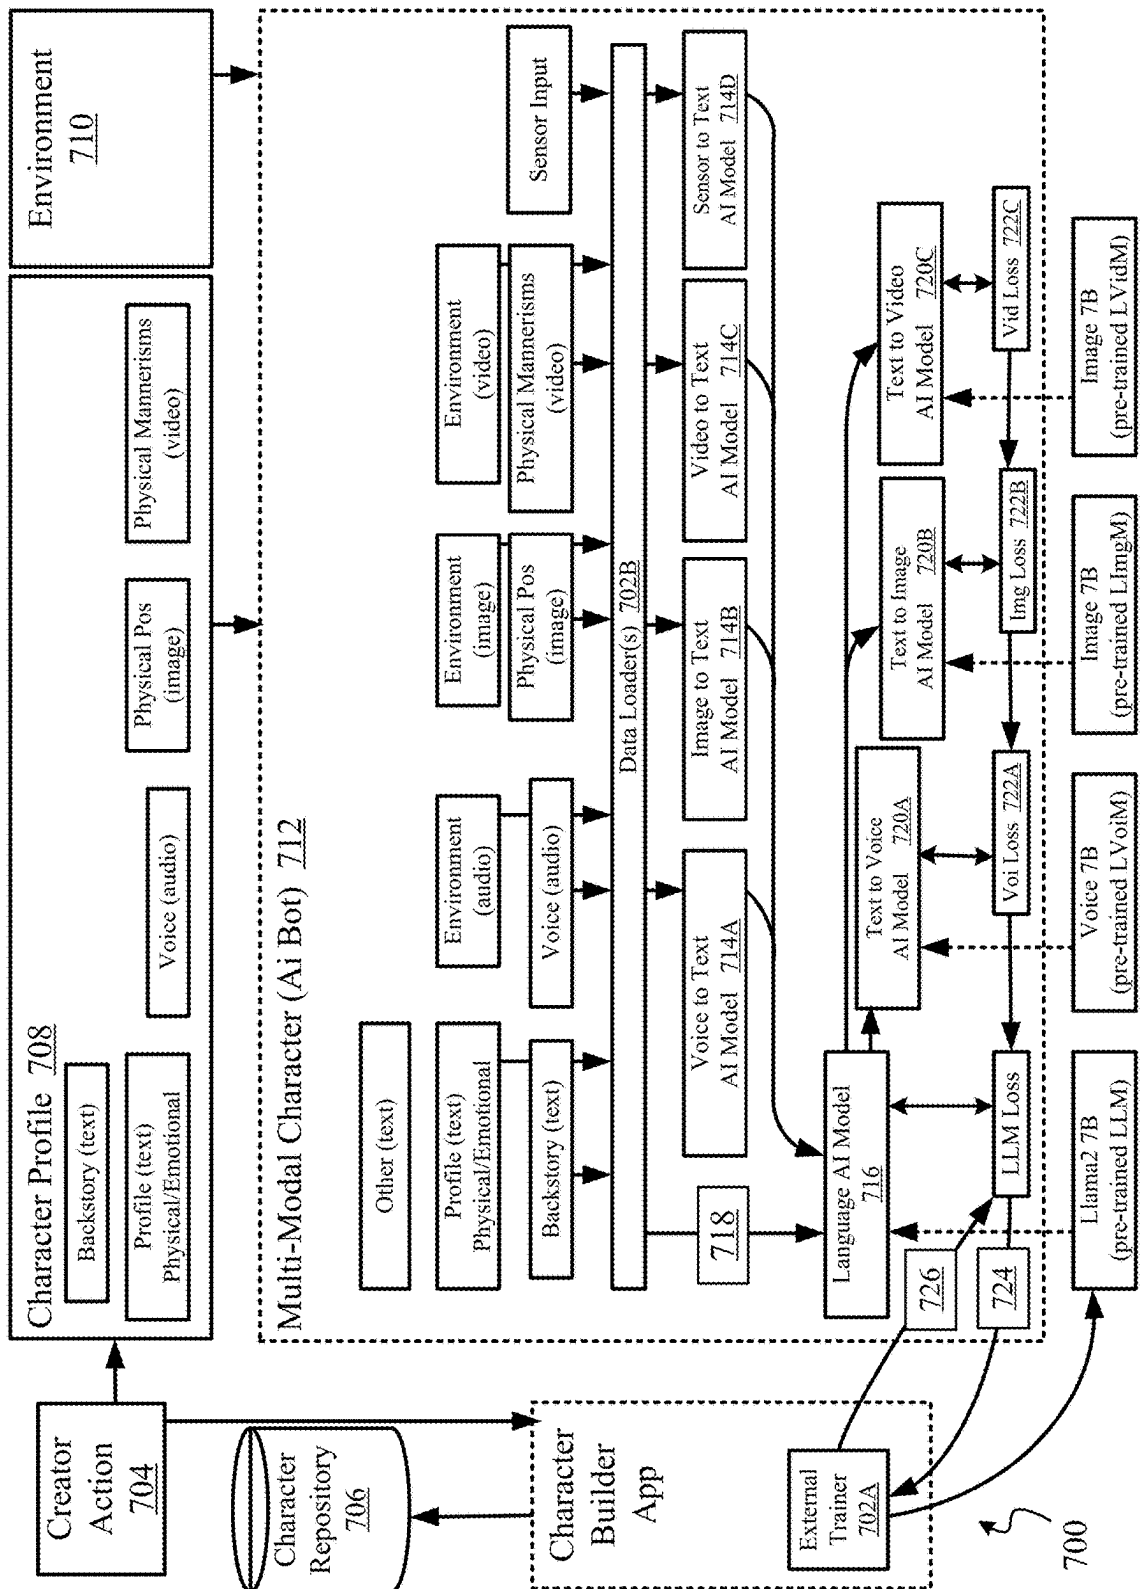 Creator
Action
704
Character Profile 708
Backstory (text)
Profile (text)
Physical/Emotional
Voice (audio)
Physical Pos
(image)
Physical Mannerisms
(video)
Environment
710
Character
Repository
706
Character
Builder
App
External
Trainer
702A
700
Multi-Modal Character (Ai Bot) 712
Other (text)
Profile (text)
Physical/Emotional
Backstory (text)
Environment
(audio)
Voice (audio)
Environment
(image)
Physical Pos
(image)
Environment
(video)
Physical Mannerisms
(video)
Sensor Input
Data Loader(s) 702B
718
Voice to Text
AI Model 714A
Image to Text
AI Model 714B
Video to Text
AI Model 714C
Sensor to Text
AI Model 714D
Language AI Model
716
Text to Voice
AI Model 720A
Text to Image
AI Model 720B
Text to Video
AI Model 720C
726
724
LLM Loss
Voi Loss 722A
Img Loss 722B
Vid Loss 722C
Llama2 7B
(pre-trained LLM)
Voice 7B
(pre-trained LVoiM)
Image 7B
(pre-trained LImgM)
Image 7B
(pre-trained LVidM)